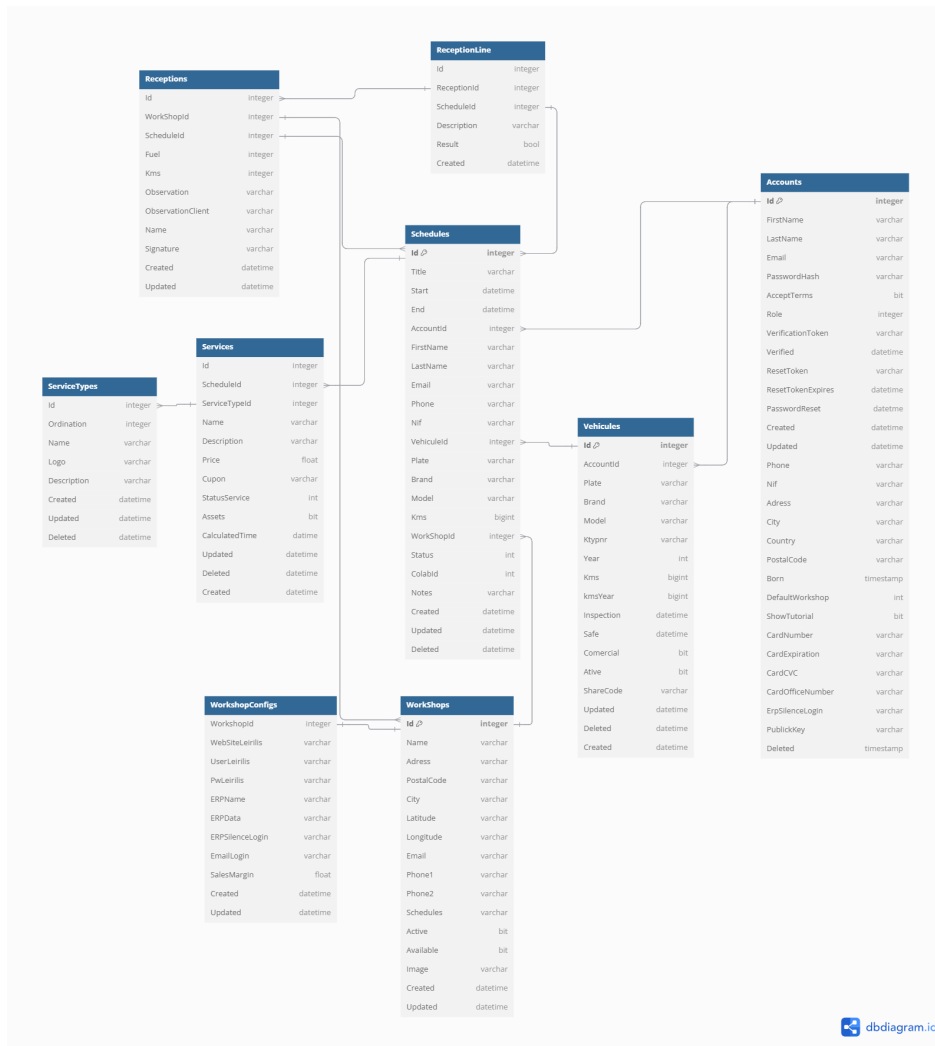 ReceptionLine
Id integer
ReceptionId integer
ScheduleId integer
Description varchar
Result bool
Created datetime
Receptions
Id integer
WorkShopId integer
ScheduleId integer
Fuel integer
Kms integer
Observation varchar
ObservationClient varchar
Name varchar
Signature varchar
Created datetime
Updated datetime
Accounts
Id integer
FirstName varchar
LastName varchar
Email varchar
PasswordHash varchar
AcceptTerms bit
Role integer
VerificationToken varchar
Verified datetime
ResetToken varchar
ResetTokenExpires datetime
PasswordReset datetme
Created datetime
Updated datetime
Phone varchar
Nif varchar
Adress varchar
City varchar
Country varchar
PostalCode varchar
Born timestamp
DefaultWorkshop int
ShowTutorial bit
CardNumber varchar
CardExpiration varchar
CardCVC varchar
CardOfficeNumber varchar
ErpSilenceLogin varchar
PublickKey varchar
Deleted timestamp
Schedules
Id integer
Title varchar
Start datetime
End datetime
AccountId integer
FirstName varchar
LastName varchar
Email varchar
Phone varchar
Nif varchar
VehiculeId integer
Plate varchar
Brand varchar
Model varchar
Kms bigint
WorkShopId integer
Status int
ColabId int
Notes varchar
Created datetime
Updated datetime
Deleted datetime
Services
Id integer
ScheduleId integer
ServiceTypeId integer
Name varchar
Description varchar
Price float
Cupon varchar
StatusService int
Assets bit
CalculatedTime datime
Updated datetime
Deleted datetime
Created datetime
ServiceTypes
Id integer
Ordination integer
Name varchar
Logo varchar
Description varchar
Created datetime
Updated datetime
Deleted datetime
Vehicules
Id integer
AccountId integer
Plate varchar
Brand varchar
Model varchar
Ktypnr varchar
Year int
Kms bigint
kmsYear bigint
Inspection datetime
Safe datetime
Comercial bit
Ative bit
ShareCode varchar
Updated datetime
Deleted datetime
Created datetime
WorkshopConfigs
WorkshopId integer
WebSiteLeirilis varchar
UserLeirilis varchar
PwLeirilis varchar
ERPName varchar
ERPData varchar
ERPSilenceLogin varchar
EmailLogin varchar
SalesMargin float
Created datetime
Updated datetime
WorkShops
Id integer
Name varchar
Adress varchar
PostalCode varchar
City varchar
Latitude varchar
Longitude varchar
Email varchar
Phone1 varchar
Phone2 varchar
Schedules varchar
Active bit
Available bit
Image varchar
Created datetime
Updated datetime
dbdiagram.io